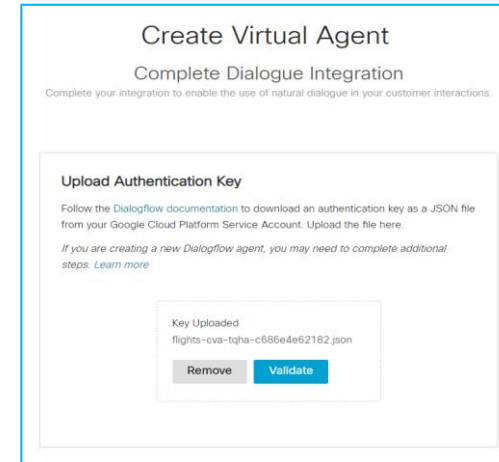 Create Virtual Agent
Complete Dialogue Integration
Complete your integration to enable the use of natural dialogue in your customer interactions.
Upload Authentication Key
Follow the Dialogflow documentation to download an authentication key as a JSON file
from your Google Cloud Platform Service Account. Upload the file here.
If you are creating a new Dialogflow agent, you may need to complete additional
steps. Learn more
Key Uploaded
flights-cva-tqha-c686e4e62182.json
Remove Validate